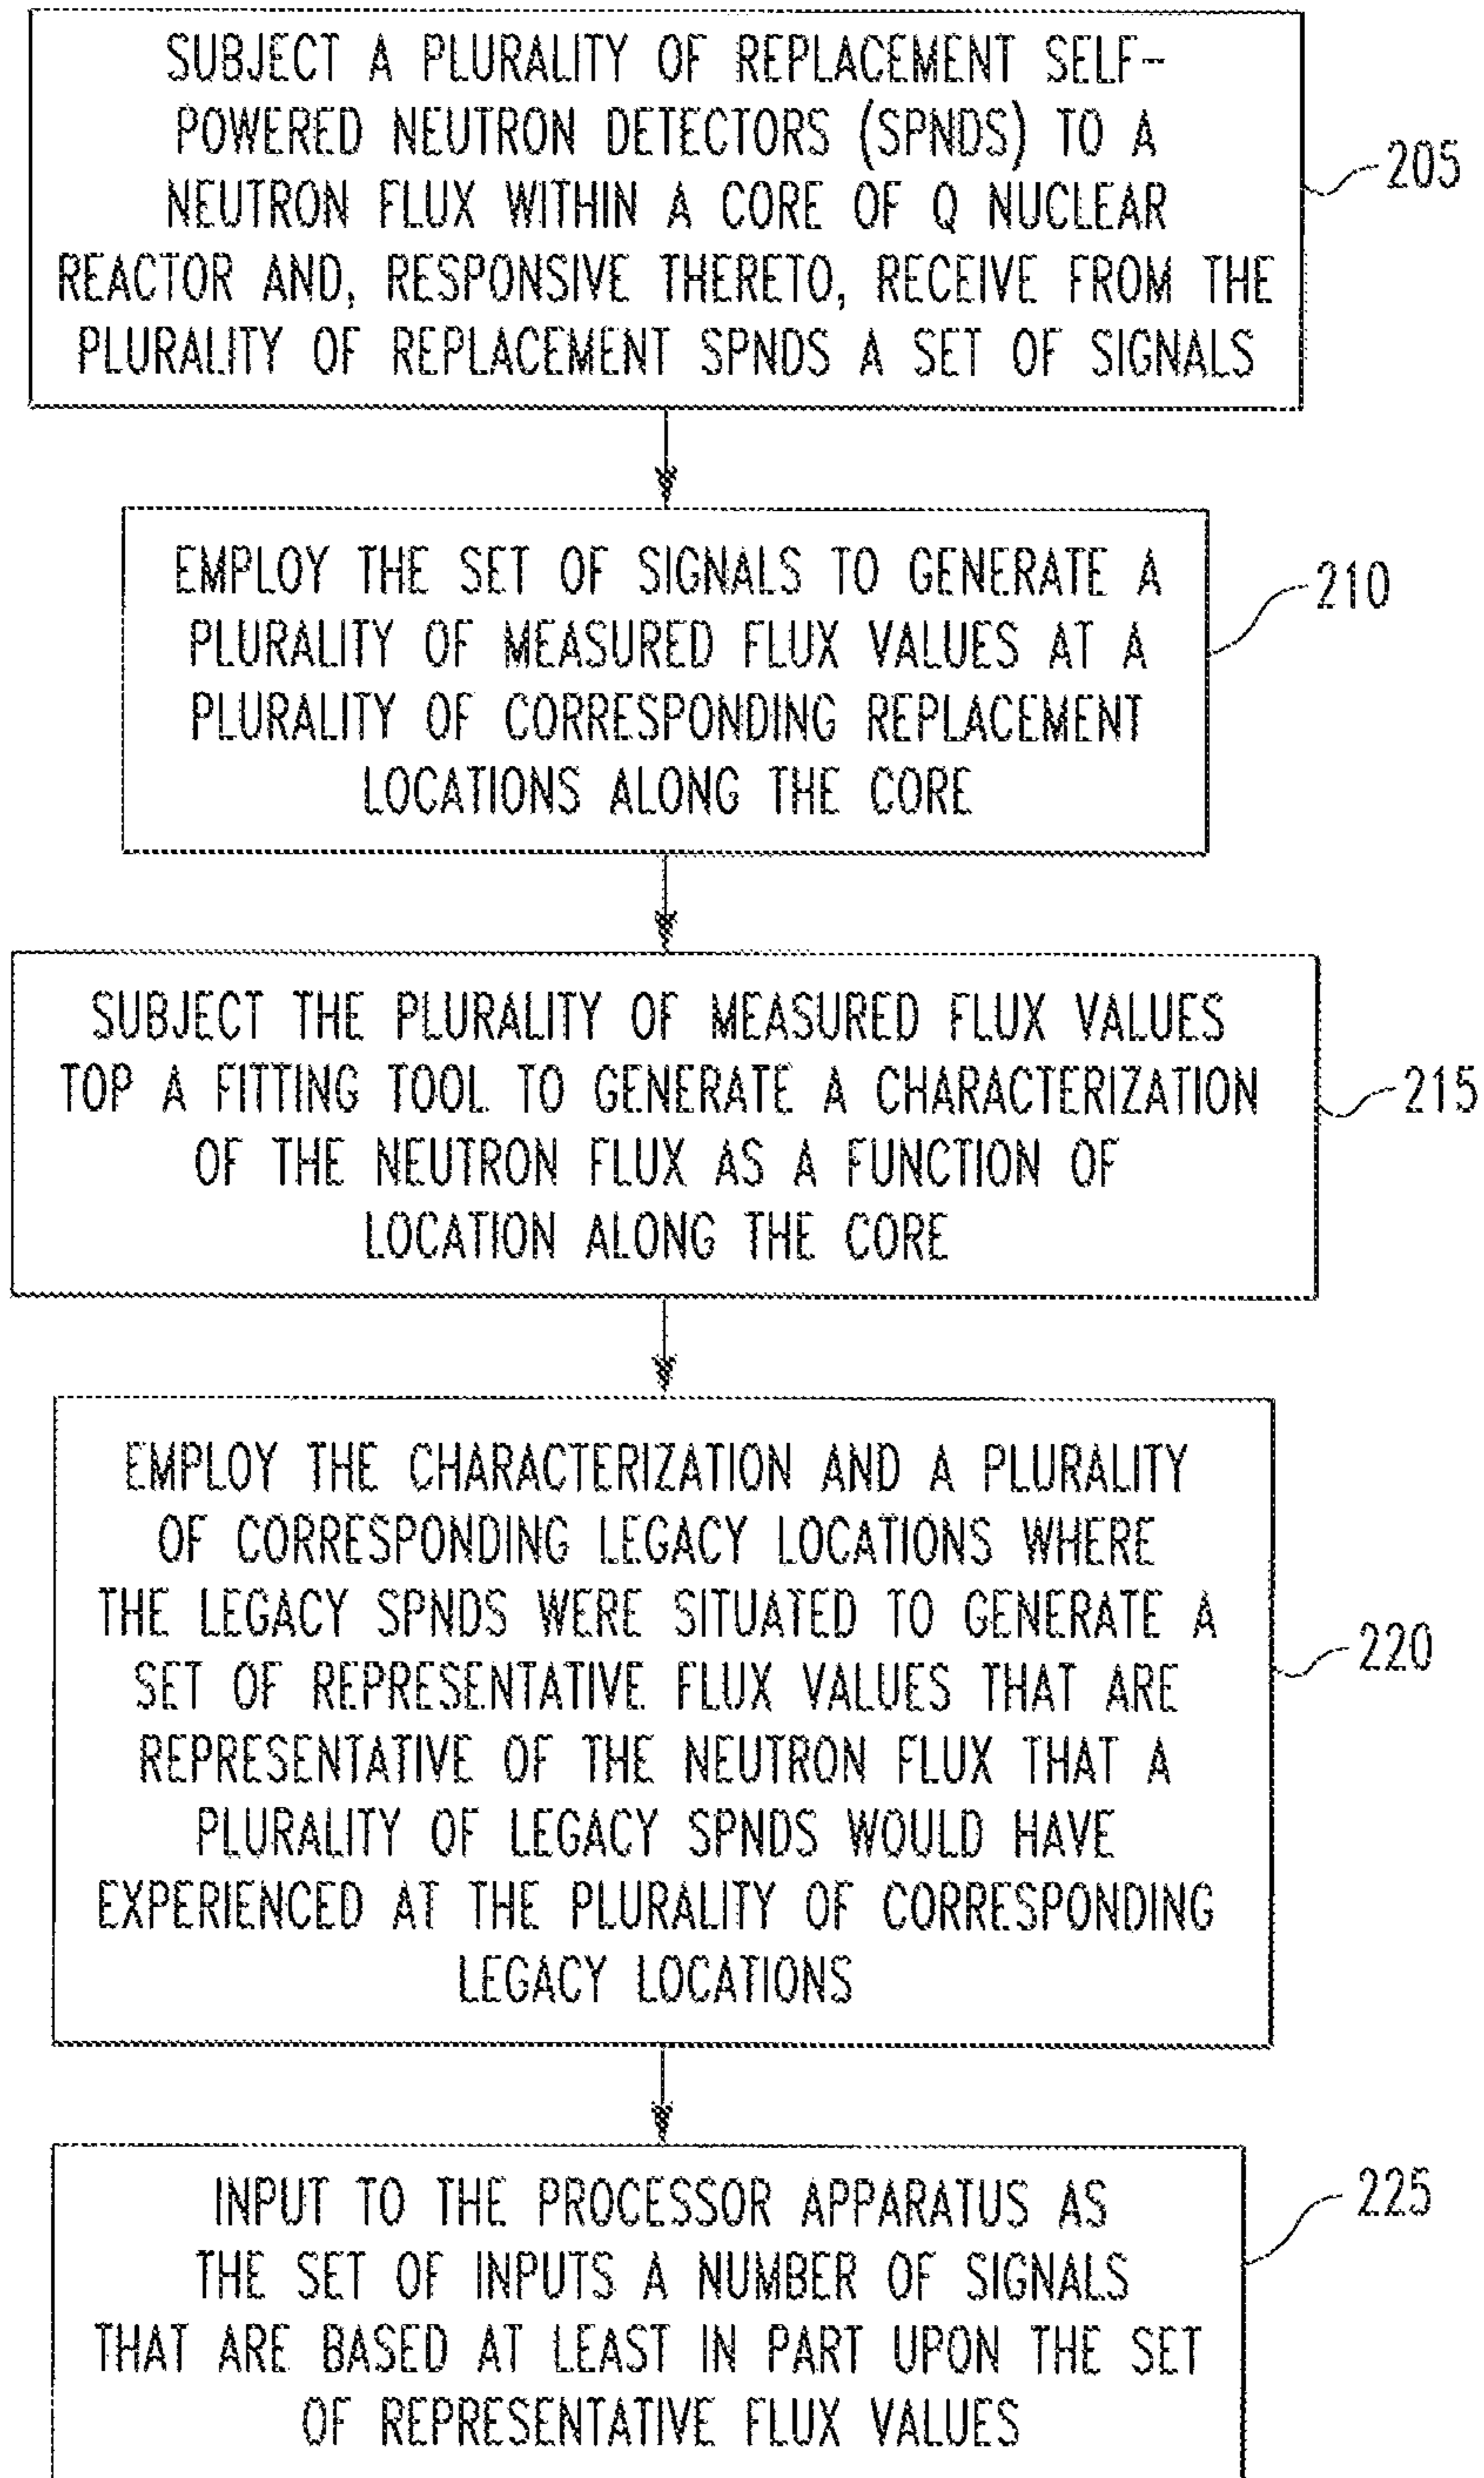 SUBJECT A PLURALITY OF REPLACEMENT SELF-
POWERED NEUTRON DETECTORS (SPNDS) TO A
NEUTRON FLUX WITHIN A CORE OF Q NUCLEAR
REACTOR AND, RESPONSIVE THERETO, RECEIVE FROM THE
PLURALITY OF REPLACEMENT SPNDS A SET OF SIGNALS
205
EMPLOY THE SET OF SIGNALS TO GENERATE A
PLURALITY OF MEASURED FLUX VALUES AT A
PLURALITY OF CORRESPONDING REPLACEMENT
LOCATIONS ALONG THE CORE
210
SUBJECT THE PLURALITY OF MEASURED FLUX VALUES
TOP A FITTING TOOL TO GENERATE A CHARACTERIZATION
OF THE NEUTRON FLUX AS A FUNCTION OF
LOCATION ALONG THE CORE
215
EMPLOY THE CHARACTERIZATION AND A PLURALITY
OF CORRESPONDING LEGACY LOCATIONS WHERE
THE LEGACY SPNDS WERE SITUATED TO GENERATE A
SET OF REPRESENTATIVE FLUX VALUES THAT ARE
REPRESENTATIVE OF THE NEUTRON FLUX THAT A
PLURALITY OF LEGACY SPNDS WOULD HAVE
EXPERIENCED AT THE PLURALITY OF CORRESPONDING
LEGACY LOCATIONS
220
INPUT TO THE PROCESSOR APPARATUS AS
THE SET OF INPUTS A NUMBER OF SIGNALS
THAT ARE BASED AT LEAST IN PART UPON THE SET
OF REPRESENTATIVE FLUX VALUES
225